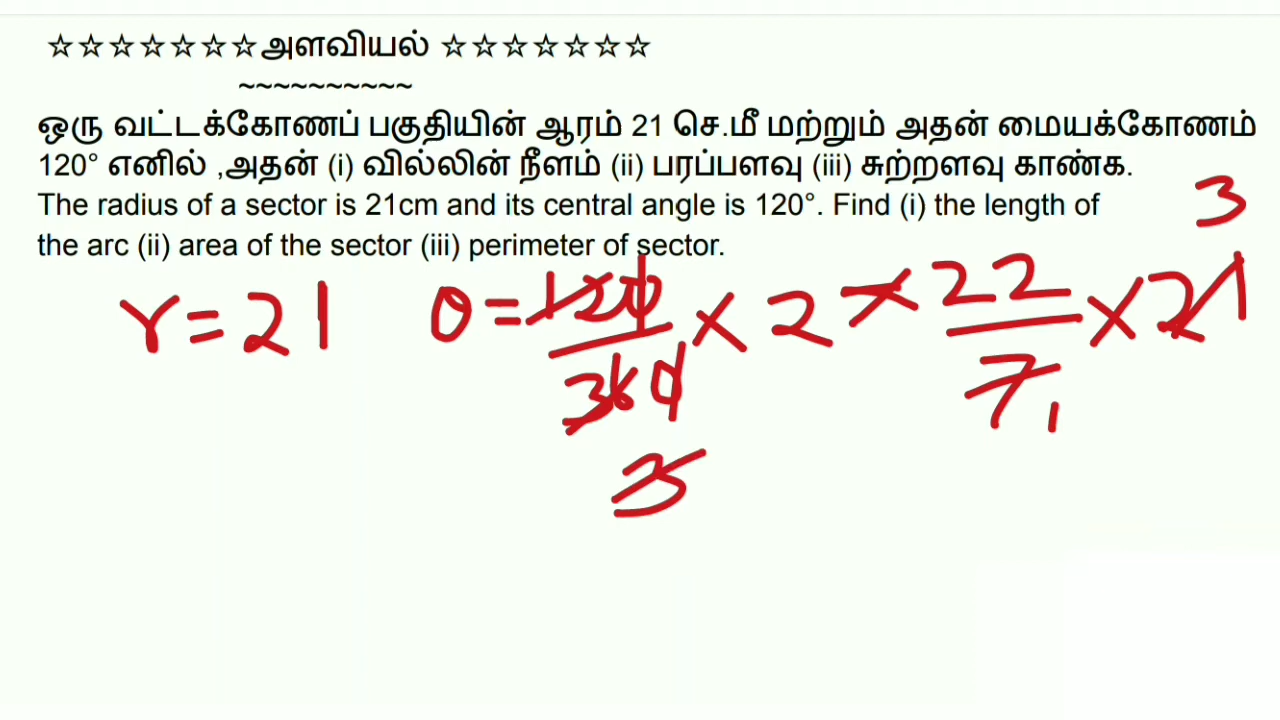 ☆☆☆☆☆☆☆அளவியல் ☆☆☆☆☆☆☆
~~~~~~~~~~
ஒரு வட்டக்கோணப் பகுதியின் ஆரம் 21 செ.மீ மற்றும் அதன் மையக்கோணம்
120° எனில் ,அதன் (i) வில்லின் நீளம் (ii) பரப்பளவு (iii) சுற்றளவு காண்க.
The radius of a sector is 21cm and its central angle is 120°. Find (i) the length of
the arc (ii) area of the sector (iii) perimeter of sector.
3
r = 21 θ = 120 × 2 × 22 × 21
360 7 1
3